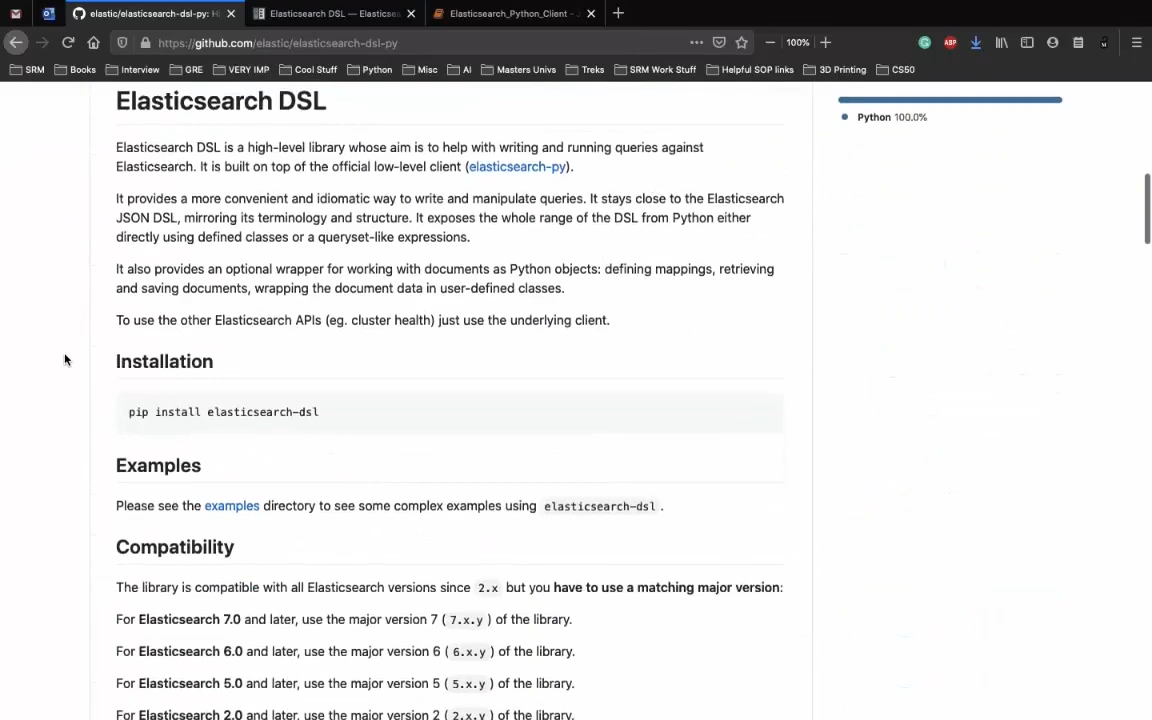 elastic/elasticsearch-dsl-py: Hi
Elasticsearch DSL — Elasticsea
Elasticsearch_Python_Client - J
https://github.com/elastic/elasticsearch-dsl-py
100%
ABP
SRM
Books
Interview
GRE
VERY IMP
Cool Stuff
Python
Misc
AI
Masters Univs
Treks
SRM Work Stuff
Helpful SOP links
3D Printing
CS50
Elasticsearch DSL
Python 100.0%
Elasticsearch DSL is a high-level library whose aim is to help with writing and running queries against
Elasticsearch. It is built on top of the official low-level client (elasticsearch-py).
It provides a more convenient and idiomatic way to write and manipulate queries. It stays close to the Elasticsearch
JSON DSL, mirroring its terminology and structure. It exposes the whole range of the DSL from Python either
directly using defined classes or a queryset-like expressions.
It also provides an optional wrapper for working with documents as Python objects: defining mappings, retrieving
and saving documents, wrapping the document data in user-defined classes.
To use the other Elasticsearch APIs (eg. cluster health) just use the underlying client.
Installation
pip install elasticsearch-dsl
Examples
Please see the examples directory to see some complex examples using elasticsearch-dsl .
Compatibility
The library is compatible with all Elasticsearch versions since 2.x but you have to use a matching major version:
For Elasticsearch 7.0 and later, use the major version 7 ( 7.x.y ) of the library.
For Elasticsearch 6.0 and later, use the major version 6 ( 6.x.y ) of the library.
For Elasticsearch 5.0 and later, use the major version 5 ( 5.x.y ) of the library.
For Elasticsearch 2.0 and later, use the major version 2 ( 2.x.y ) of the library.